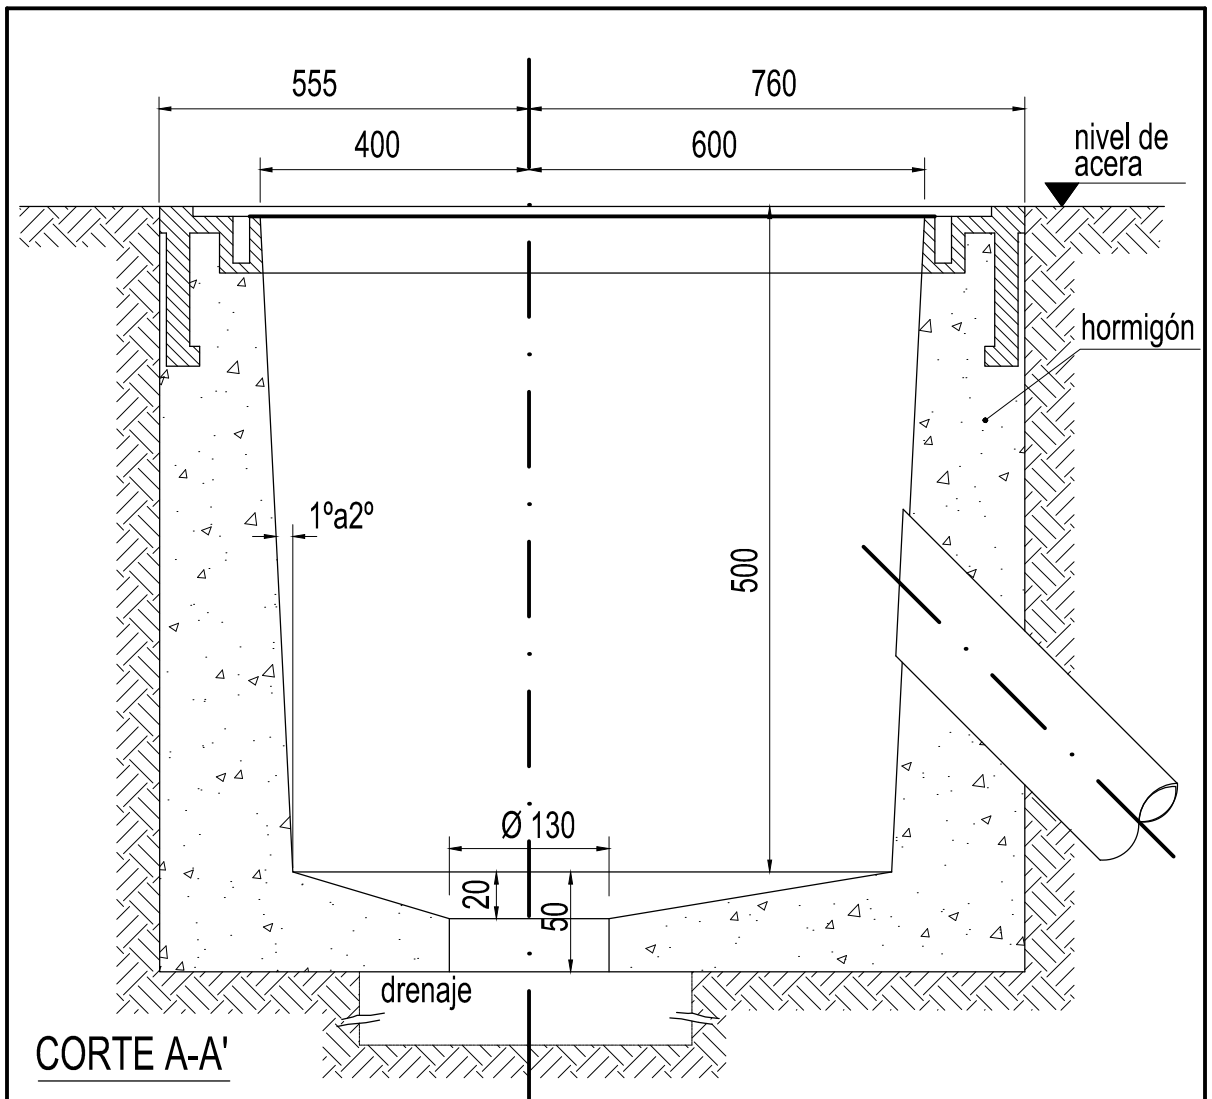 555
760
400
600
nivel de
acera
hormigón
1ºa2º
500
Ø 130
20
50
drenaje
CORTE A-A'